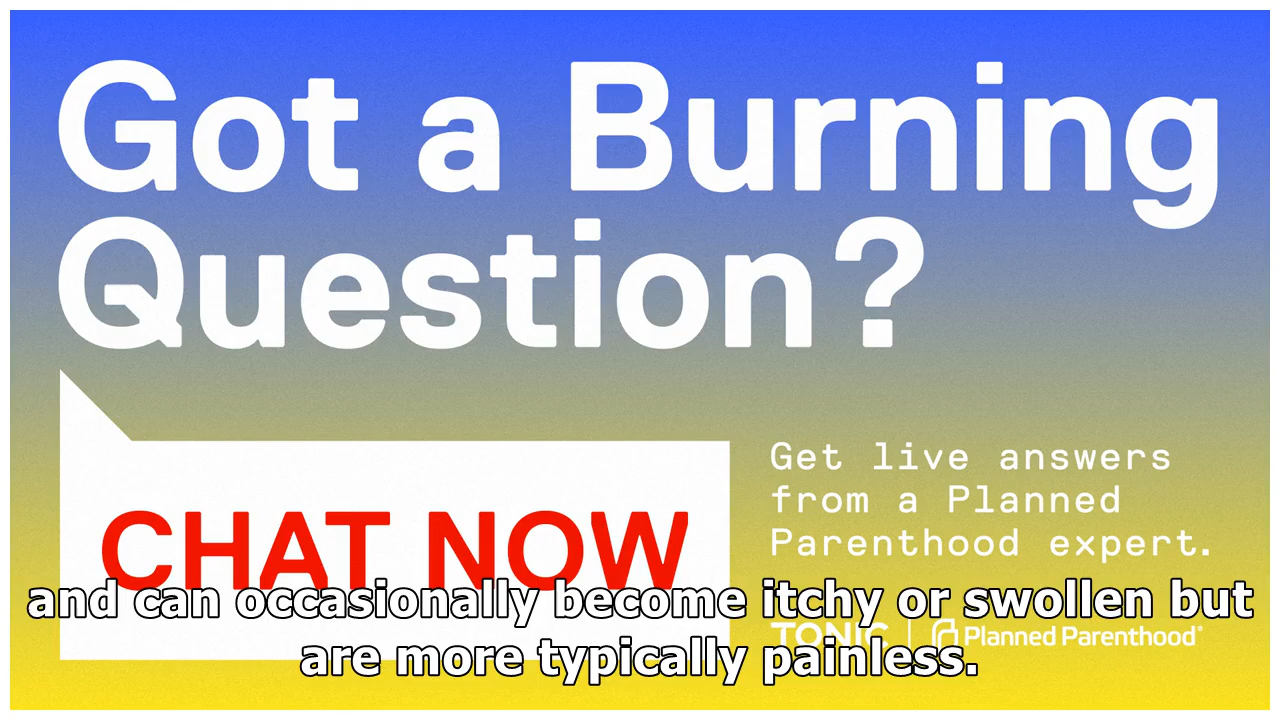 Got a Burning
Question?
CHAT NOW
Get live answers
from a Planned
Parenthood expert.
TONIC | Planned Parenthood®
and can occasionally become itchy or swollen but
are more typically painless.